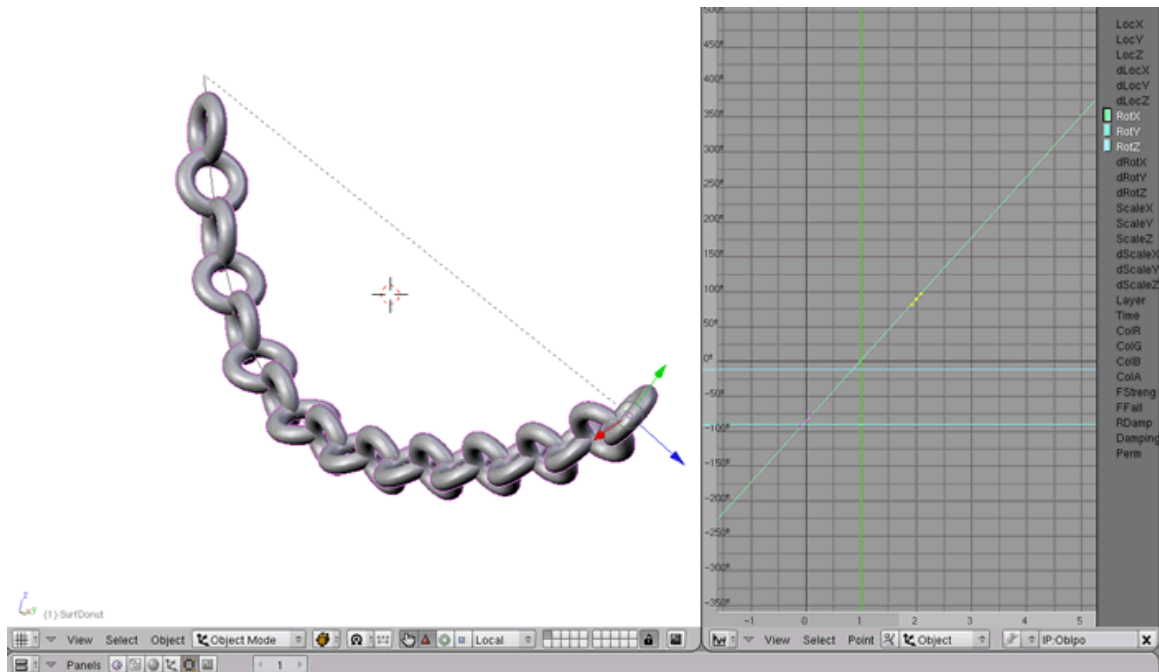 500
450
400
350
300
250
200
150
100
50
0
-50
-100
-150
-200
-250
-300
-350
-1 0 1 2 3 4 5
LocX
LocY
LocZ
dLocX
dLocY
dLocZ
RotX
RotY
RotZ
dRotX
dRotY
dRotZ
ScaleX
ScaleY
ScaleZ
dScaleX
dScaleY
dScaleZ
Layer
Time
ColR
ColG
ColB
ColA
FStreng
FFall
RDamp
Damping
Perm
z
y
(1) SurfDonut
View Select Object Object Mode Local
View Select Point Object IP:ObIpo X
Panels 1